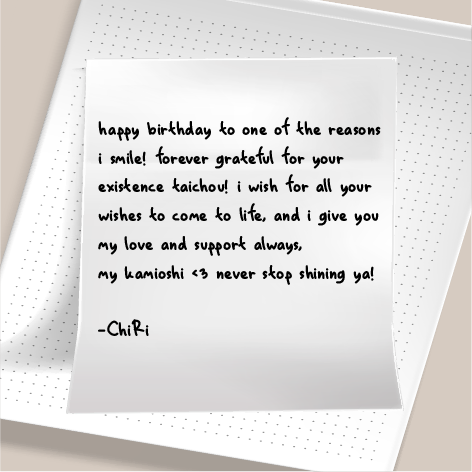 happy birthday to one of the reasons
i smile! forever grateful for your
existence taichou! i wish for all your
wishes to come to life, and i give you
my love and support always,
my kamioshi <3 never stop shining ya!
-ChiRi